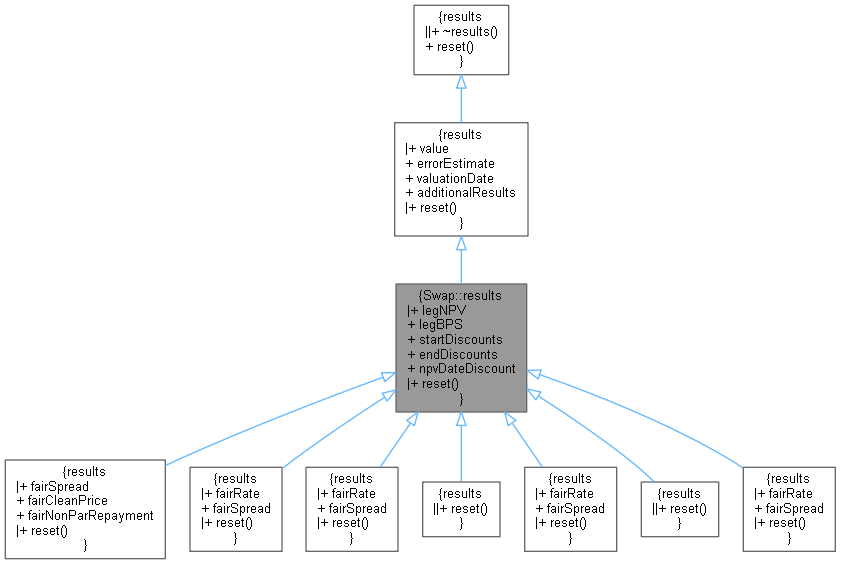 {results
||+ ~results()
+ reset()
}
{results
|+ value
+ errorEstimate
+ valuationDate
+ additionalResults
|+ reset()
}
{Swap::results
|+ legNPV
+ legBPS
+ startDiscounts
+ endDiscounts
+ npvDateDiscount
|+ reset()
}
{results
|+ fairSpread
+ fairCleanPrice
+ fairNonParRepayment
|+ reset()
}
{results
|+ fairRate
+ fairSpread
|+ reset()
}
{results
|+ fairRate
+ fairSpread
|+ reset()
}
{results
||+ reset()
}
{results
|+ fairRate
+ fairSpread
|+ reset()
}
{results
||+ reset()
}
{results
|+ fairRate
+ fairSpread
|+ reset()
}